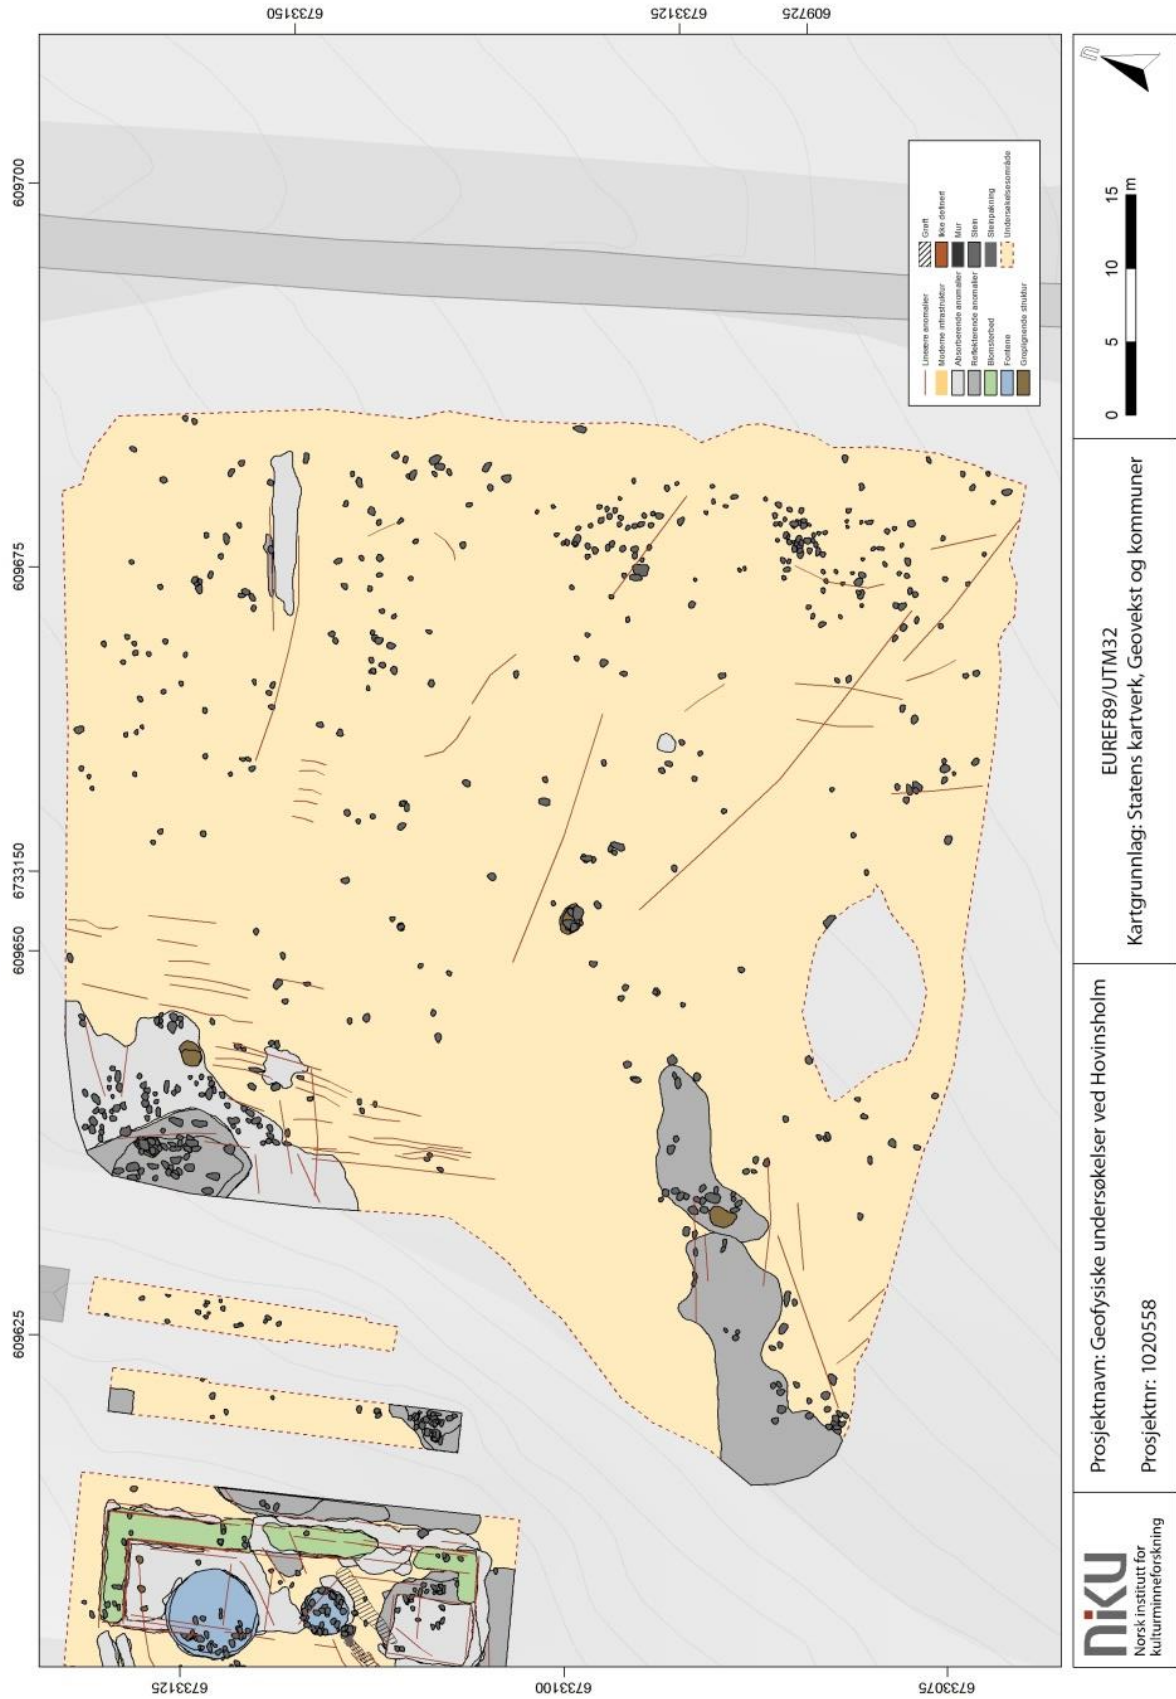 6733150
6733125
609725
609700
609675
6733150
609650
609625
6733125
6733100
6733075
Lineære anomalier
Moderne infrastruktur
Absorberende anomalier
Reflekterende anomalier
Blomsterbed
Fontene
Groplignende struktur
Grøft
Ikke definert
Mur
Stein
Steinpakning
Undersøkelsesområde
niku
Norsk institutt for
kulturminneforskning
Prosjektnavn: Geofysiske undersøkelser ved Hovinsholm
Prosjektnr: 1020558
EUREF89/UTM32
Kartgrunnlag: Statens kartverk, Geovekst og kommuner
0 5 10 15
m
n